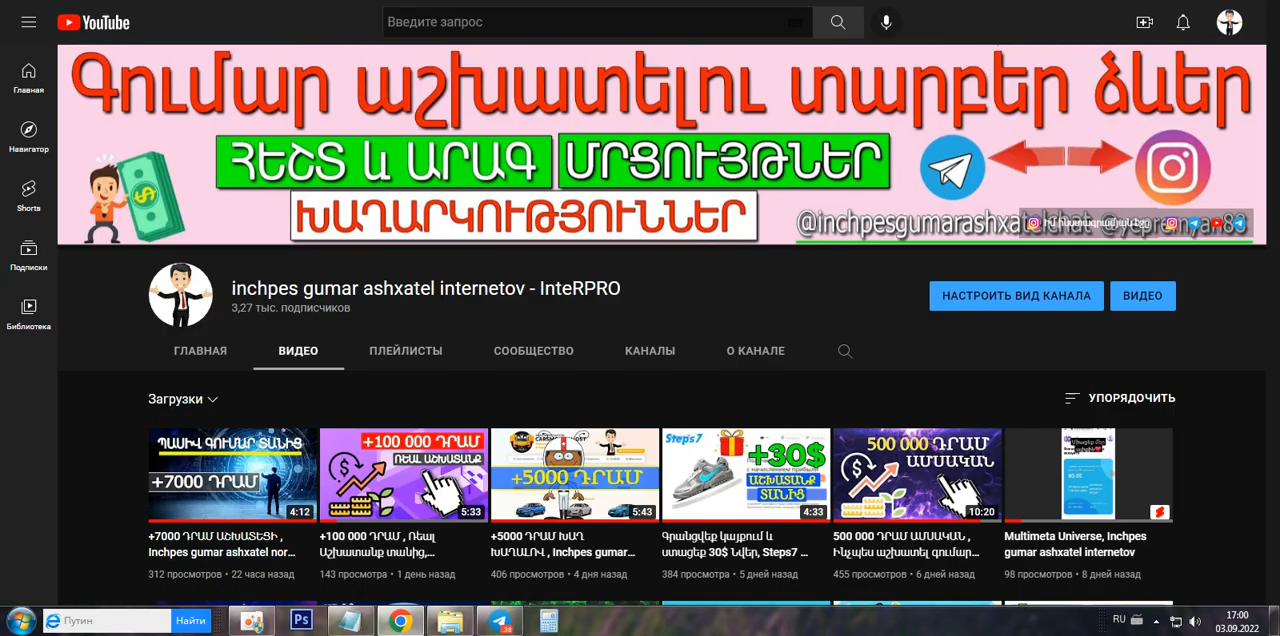 YouTube
Введите запрос
Главная
Навигатор
Shorts
Подписки
Библиотека
Գումար աշխատելու տարբեր ձևեր
ՀԵՇՏ և ԱՐԱԳ
ՄՐՑՈՒՅԹՆԵՐ
ԽԱՂԱՐԿՈՒԹՅՈՒՆՆԵՐ
@inchpesgumarashxatelchat @yepremyan83
inchpes gumar ashxatel internetov - InteRPRO
3,27 тыс. подписчиков
НАСТРОИТЬ ВИД КАНАЛА
ВИДЕО
ГЛАВНАЯ
ВИДЕО
ПЛЕЙЛИСТЫ
СООБЩЕСТВО
КАНАЛЫ
О КАНАЛЕ
Загрузки
УПОРЯДОЧИТЬ
ՊԱՍԻՎ ԳՈՒՄԱՐ ՏԱՆԻՑ
+7000 ԴՐԱՄ
4:12
+7000 ԴՐԱՄ ԱՇԽԱՏԵՑԻ ,
Inchpes gumar ashxatel nor...
312 просмотров • 22 часа назад
+100 000 ԴՐԱՄ
ՌԵԱԼ ԱՇԽԱՏԱՆՔ
5:33
+100 000 ԴՐԱՄ , Ռեալ
Աշխատանք տանից,...
143 просмотра • 1 день назад
+5000 ԴՐԱՄ
5:43
+5000 ԴՐԱՄ ԽԱՂ
ԽԱՂԱԼՈՎ , Inchpes gumar...
406 просмотров • 4 дня назад
Steps7
+30$
ԱՇԽԱՏԱՆՔ
ՏԱՆԻՑ
4:33
Գրանցվեք կայքում և
ստացեք 30$ Նվեր, Steps7 ...
384 просмотра • 5 дней назад
500 000 ԴՐԱՄ
ԱՄՍԱԿԱՆ
10:20
500 000 ԴՐԱՄ ԱՄՍԱԿԱՆ ,
Ինչպես աշխատել գումար...
455 просмотров • 6 дней назад
Multimeta Universe, Inchpes
gumar ashxatel internetov
98 просмотров • 8 дней назад
Путин
Найти
Ps
38
RU
17:00
03.09.2022